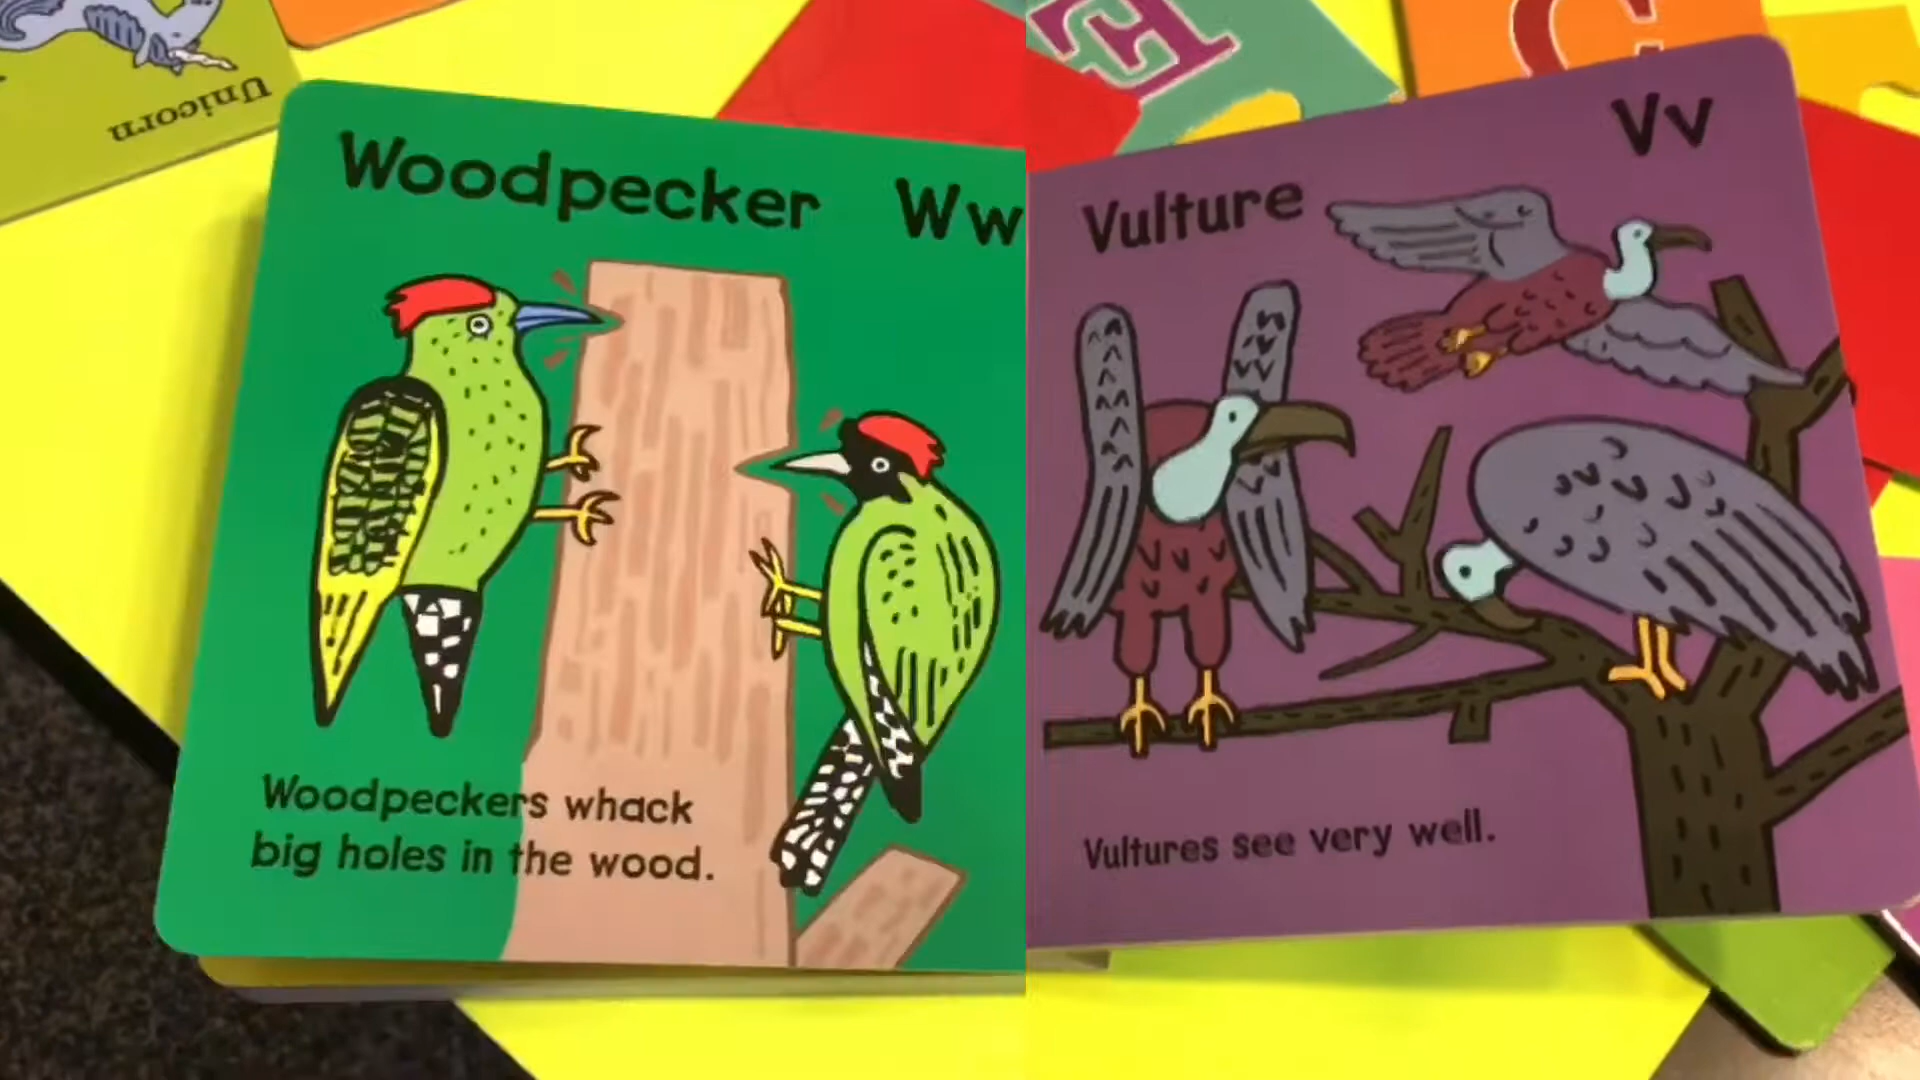 Unicorn
Woodpecker Ww
Woodpeckers whack
big holes in the wood.
E
Vv
Vulture
Vultures see very well.